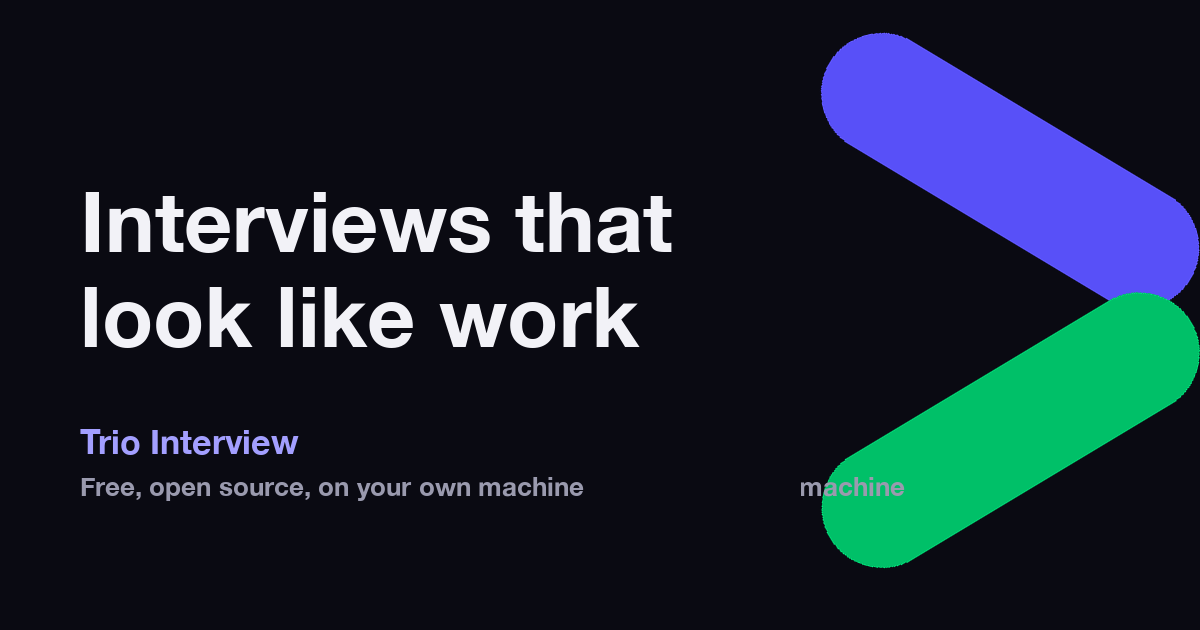 Interviews that
look like work
Trio Interview
Free, open source, on your own machine
machine